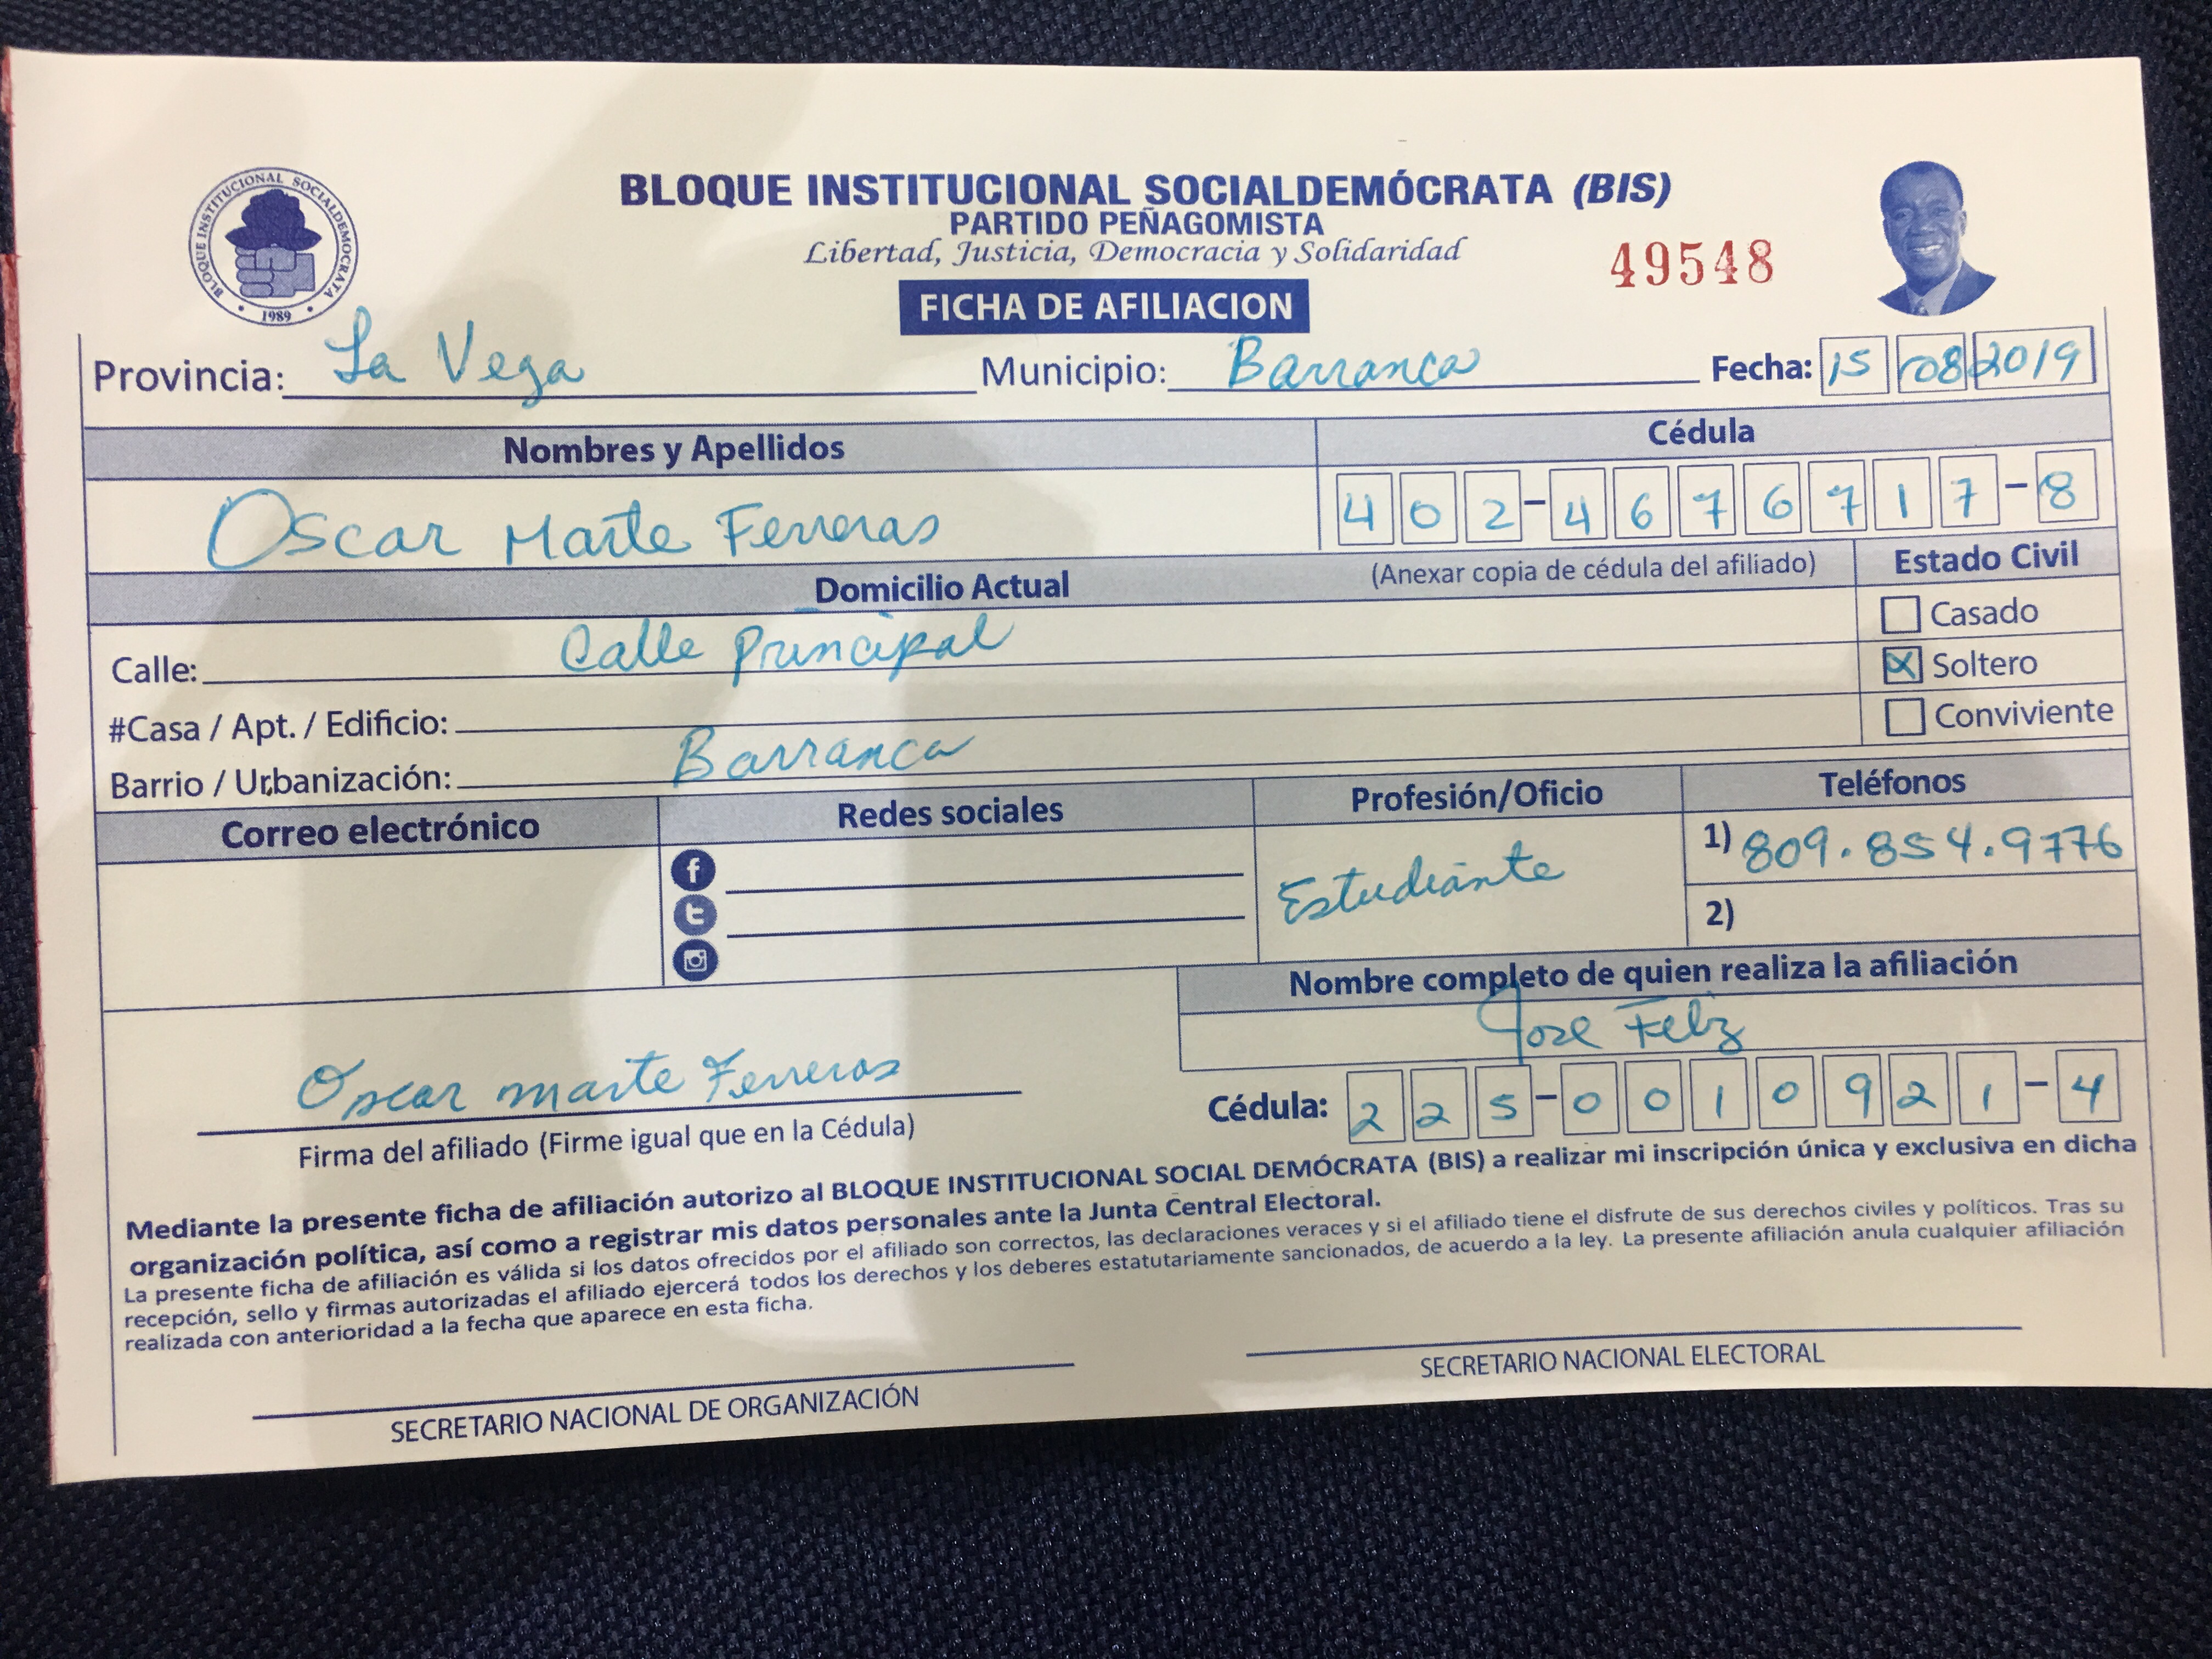 BLOQUE INSTITUCIONAL SOCIALDEMOCRATA
1989
BLOQUE INSTITUCIONAL SOCIALDEMÓCRATA (BIS)
PARTIDO PEÑAGOMISTA
Libertad, Justicia, Democracia y Solidaridad
49548
FICHA DE AFILIACION
Provincia: La Vega Municipio: Barranca Fecha: 15 08 2019
Nombres y Apellidos Cédula
Oscar Marte Ferreras 402-4676717-8
Domicilio Actual (Anexar copia de cédula del afiliado) Estado Civil
Casado
Calle: Calle Principal
X Soltero
#Casa / Apt. / Edificio:
Conviviente
Barrio / Urbanización: Barranca
Correo electrónico Redes sociales Profesión/Oficio Teléfonos
1) 809.854.9776
Estudiante
2)
Nombre completo de quien realiza la afiliación
Jose Feliz
Oscar marte Ferreras
Cédula: 225-0010921-4
Firma del afiliado (Firme igual que en la Cédula)
Mediante la presente ficha de afiliación autorizo al BLOQUE INSTITUCIONAL SOCIAL DEMÓCRATA (BIS) a realizar mi inscripción única y exclusiva en dicha
organización política, así como a registrar mis datos personales ante la Junta Central Electoral.
La presente ficha de afiliación es válida si los datos ofrecidos por el afiliado son correctos, las declaraciones veraces y si el afiliado tiene el disfrute de sus derechos civiles y políticos. Tras su
recepción, sello y firmas autorizadas el afiliado ejercerá todos los derechos y los deberes estatutariamente sancionados, de acuerdo a la ley. La presente afiliación anula cualquier afiliación
realizada con anterioridad a la fecha que aparece en esta ficha.
SECRETARIO NACIONAL DE ORGANIZACIÓN
SECRETARIO NACIONAL ELECTORAL